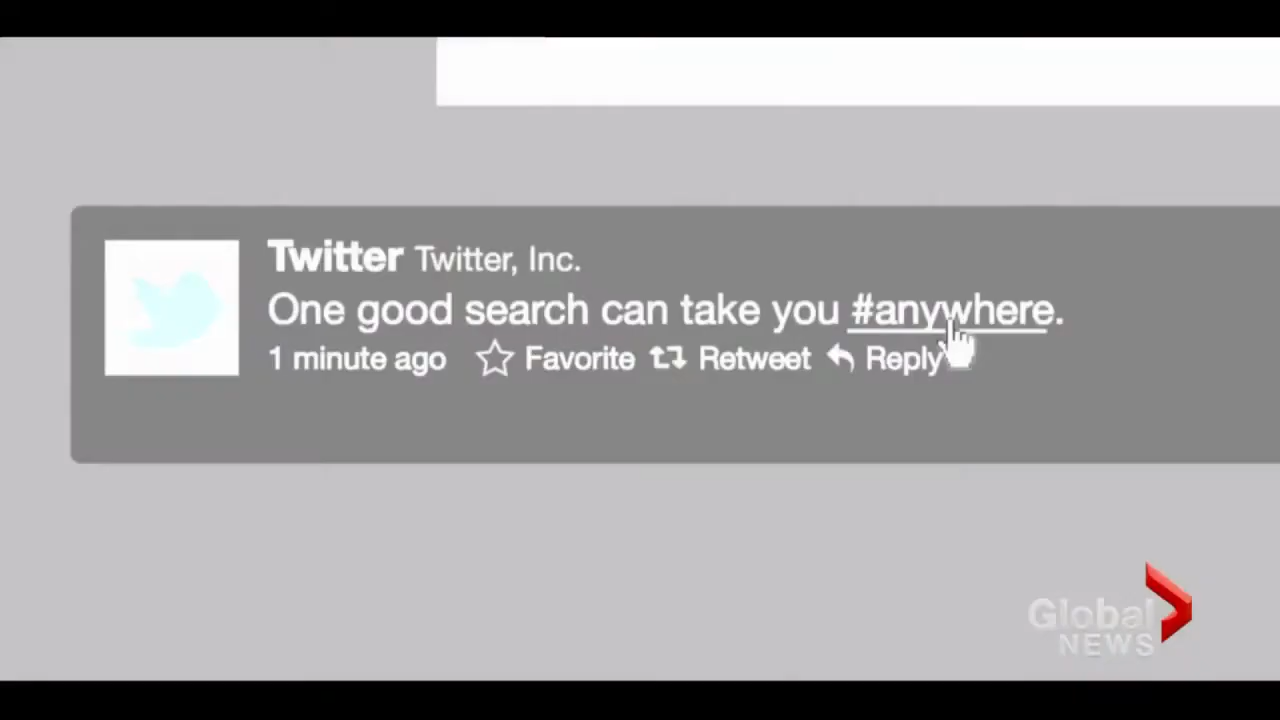 Twitter Twitter, Inc.
One good search can take you #anywhere.
1 minute ago Favorite Retweet Reply
Global
NEWS